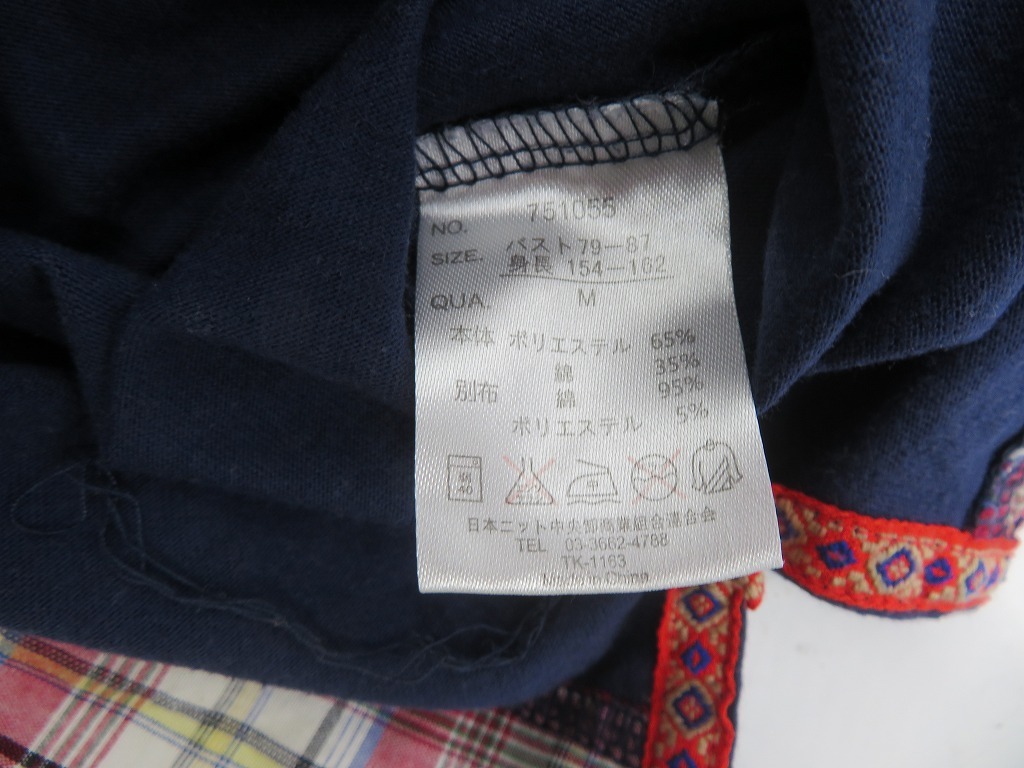 NO. 751055
SIZE. バスト 79－87
身長 154－162
QUA. M
本体 ポリエステル 65%
綿 35%
別布 綿 95%
ポリエステル 5%
40
日本ニット中央卸商業組合連合会
TEL 03-3662-4788
TK-1163
Made in China